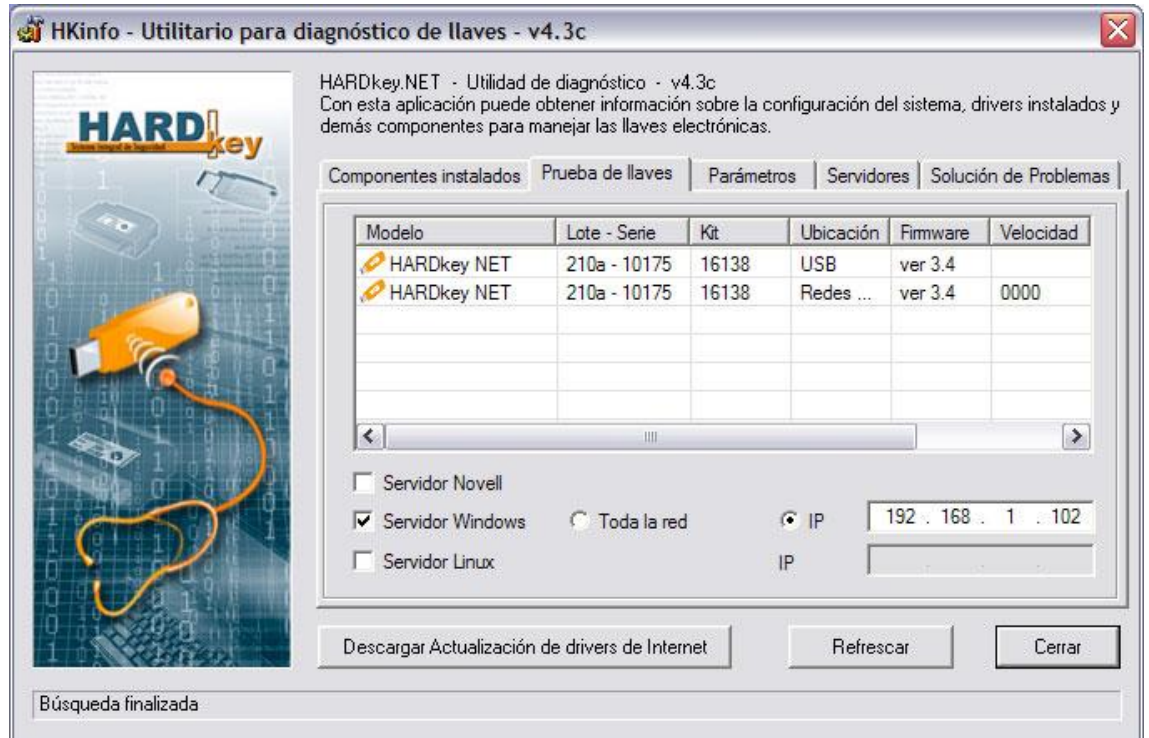 HKinfo - Utilitario para diagnóstico de llaves - v4.3c
HARDkey
Sistema integral de Seguridad
HARDkey.NET - Utilidad de diagnóstico - v4.3c
Con esta aplicación puede obtener información sobre la configuración del sistema, drivers instalados y
demás componentes para manejar las llaves electrónicas.
Componentes instalados Prueba de llaves Parámetros Servidores Solución de Problemas
Modelo Lote - Serie Kit Ubicación Firmware Velocidad
HARDkey NET 210a - 10175 16138 USB ver 3.4
HARDkey NET 210a - 10175 16138 Redes ... ver 3.4 0000
Servidor Novell
Servidor Windows Toda la red IP 192 . 168 . 1 . 102
Servidor Linux IP
Descargar Actualización de drivers de Internet Refrescar Cerrar
Búsqueda finalizada